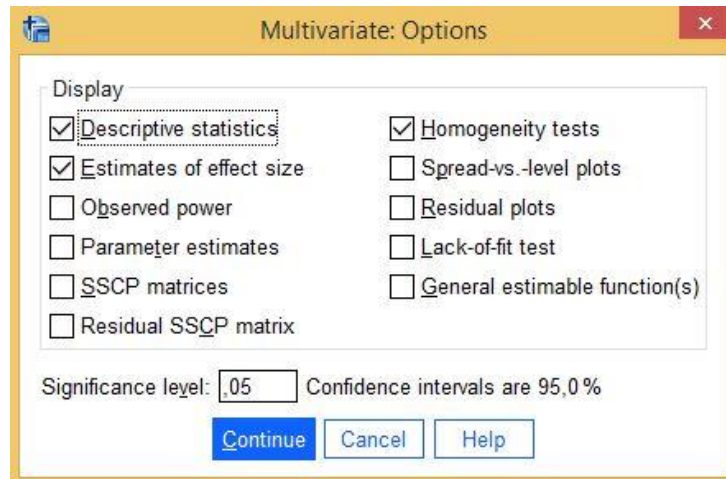 Multivariate: Options
Display
Descriptive statistics
Homogeneity tests
Estimates of effect size
Spread-vs.-level plots
Observed power
Residual plots
Parameter estimates
Lack-of-fit test
SSCP matrices
General estimable function(s)
Residual SSCP matrix
Significance level: ,05 Confidence intervals are 95,0 %
Continue Cancel Help